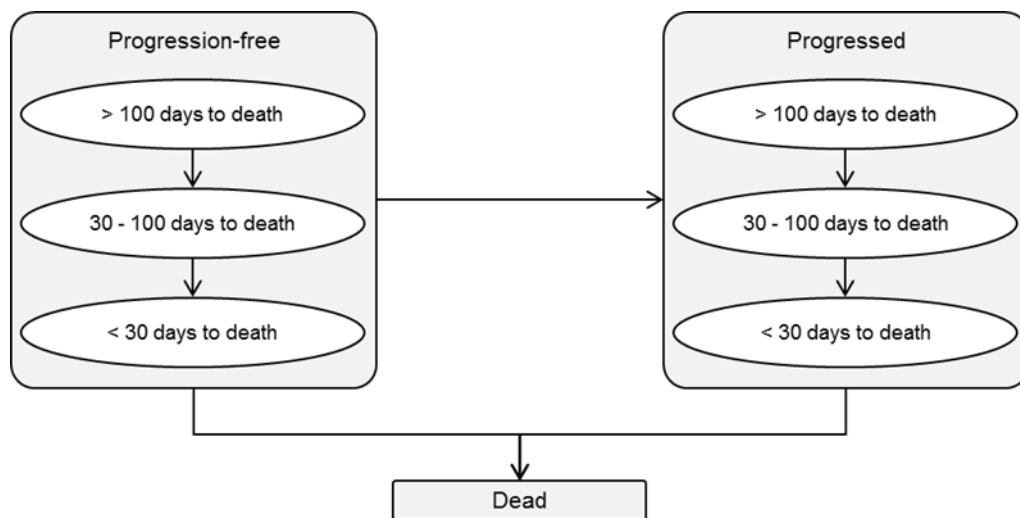 Progression-free
> 100 days to death
30 - 100 days to death
< 30 days to death
Progressed
> 100 days to death
30 - 100 days to death
< 30 days to death
Dead